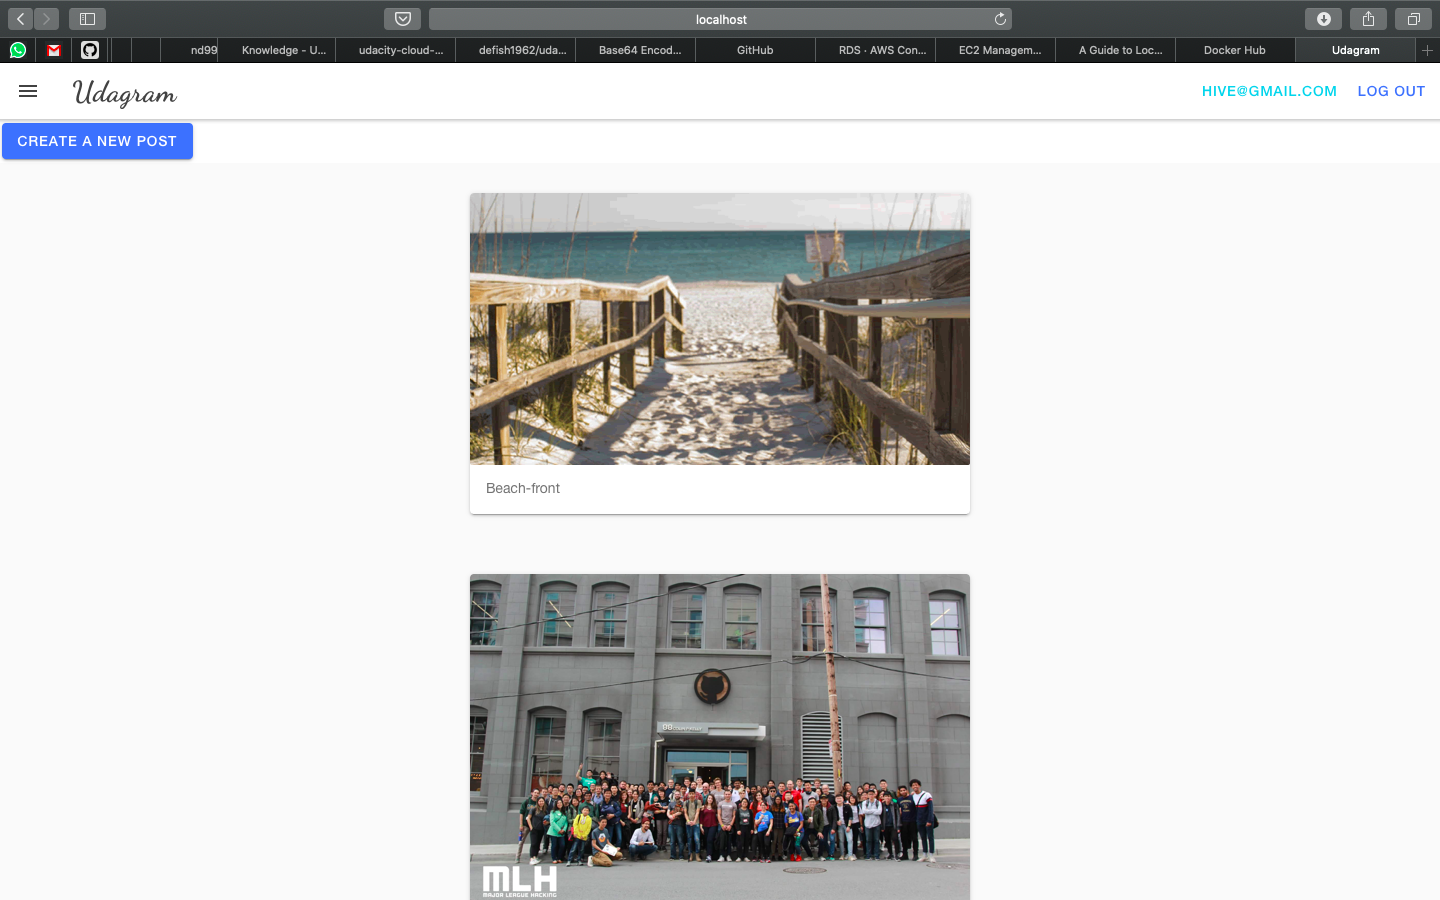 localhost
nd99
Knowledge - U...
udacity-cloud-...
defish1962/uda...
Base64 Encod...
GitHub
RDS · AWS Con...
EC2 Managem...
A Guide to Loc...
Docker Hub
Udagram
Udagram
HIVE@GMAIL.COM
LOG OUT
CREATE A NEW POST
Beach-front
88
MLH
MAJOR LEAGUE HACKING